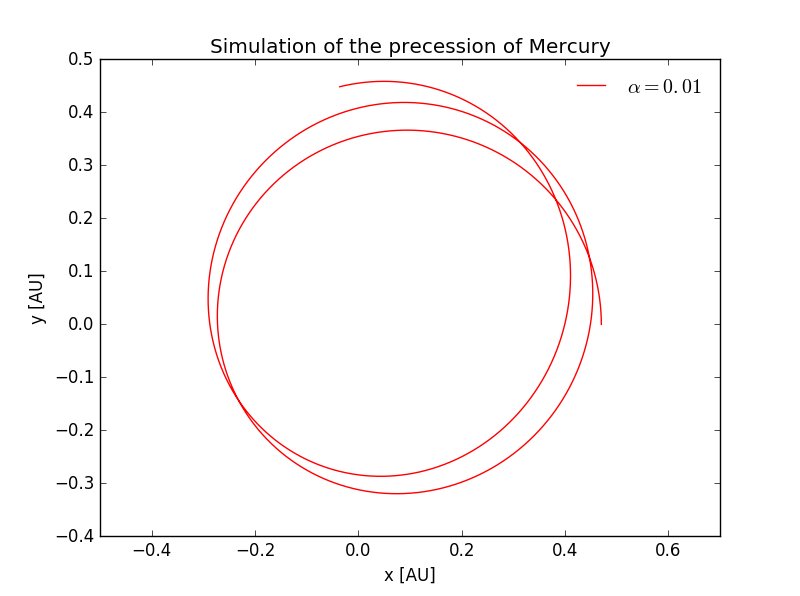 Simulation of the precession of Mercury
α = 0.01
0.5
0.4
0.3
0.2
0.1
0.0
−0.1
−0.2
−0.3
−0.4
y [AU]
−0.4 −0.2 0.0 0.2 0.4 0.6
x [AU]